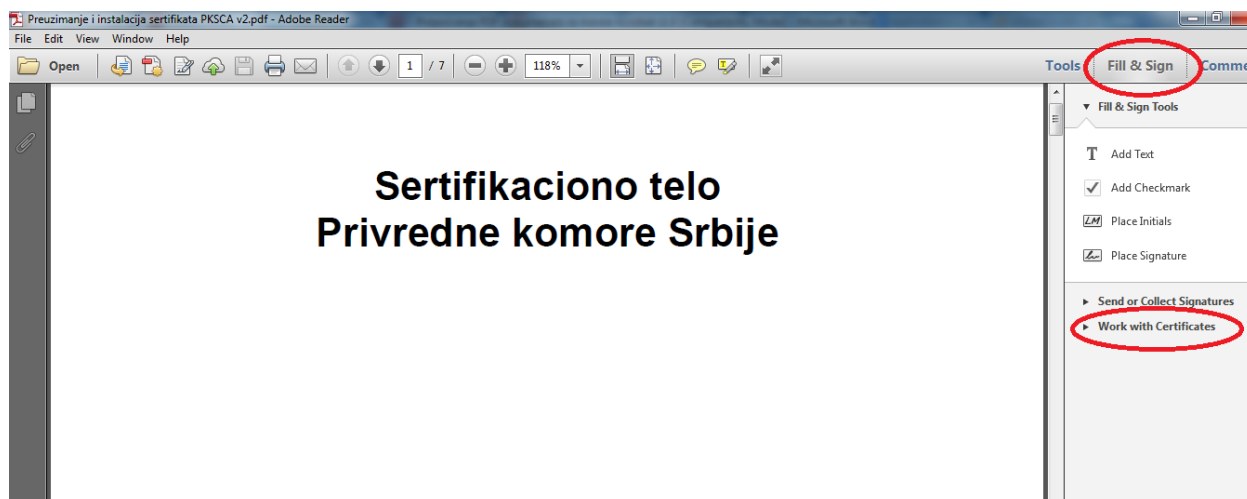 Preuzimanje i instalacija sertifikata PKSCA v2.pdf - Adobe Reader
File Edit View Window Help
Open 1 / 7 118% Tools Fill & Sign Comme
Fill & Sign Tools
T Add Text
Add Checkmark
LM Place Initials
Place Signature
Send or Collect Signatures
Work with Certificates
Sertifikaciono telo
Privredne komore Srbije